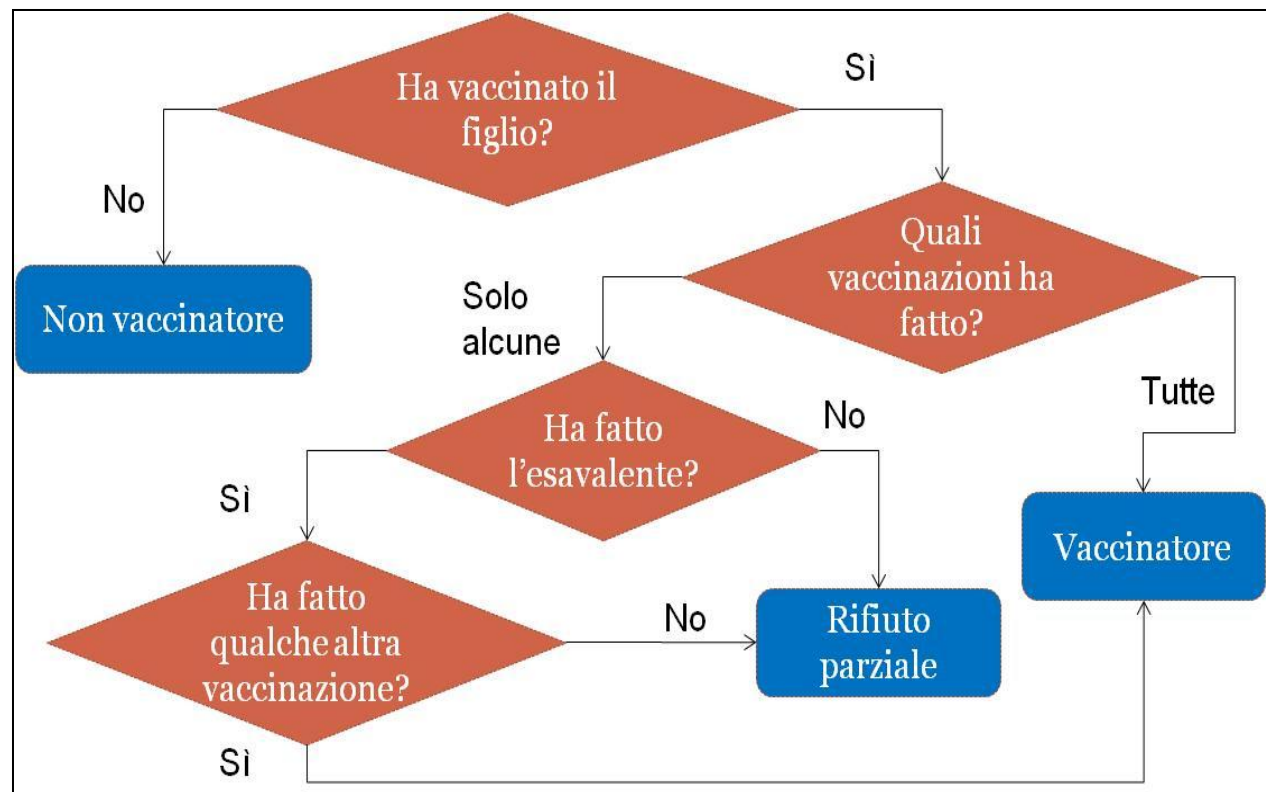 Ha vaccinato il
figlio?
Sì
No
Non vaccinatore
Quali
vaccinazioni ha
fatto?
Solo
alcune
Tutte
Ha fatto
l'esavalente?
No
Sì
Vaccinatore
Ha fatto
qualche altra
vaccinazione?
No
Rifiuto
parziale
Sì